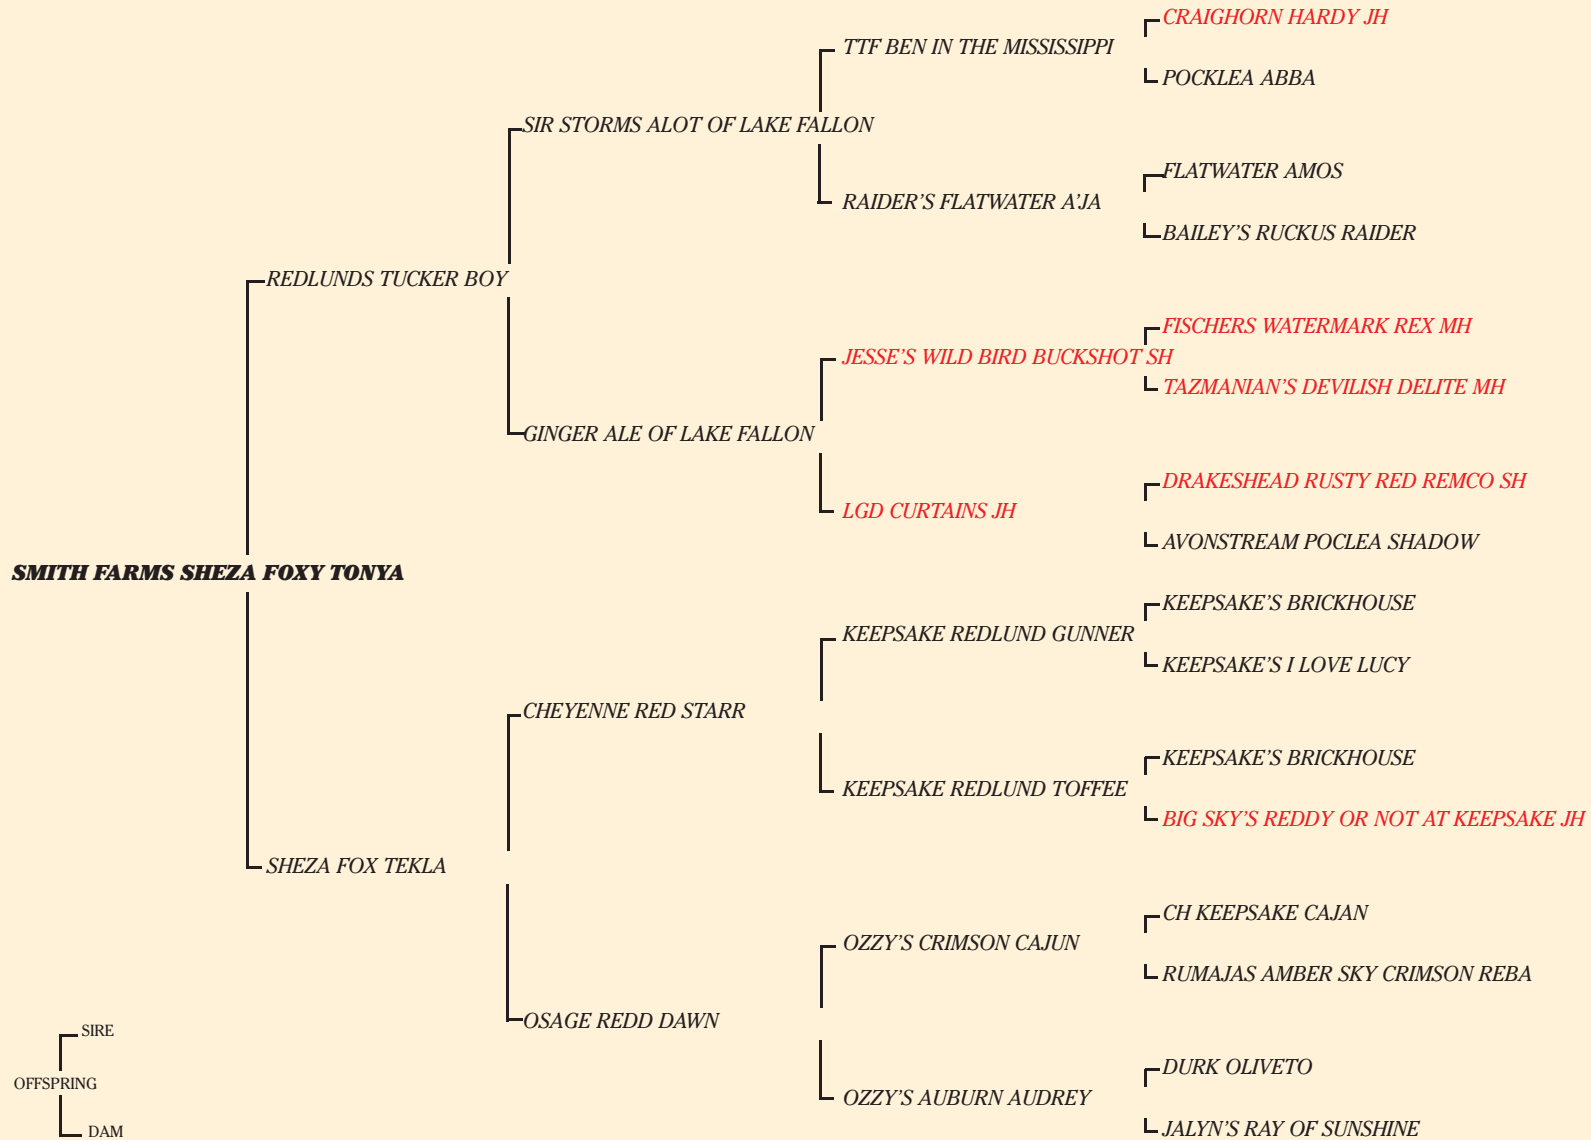 CRAIGHORN HARDY JH
TTF BEN IN THE MISSISSIPPI
POCKLEA ABBA
SIR STORMS ALOT OF LAKE FALLON
FLATWATER AMOS
RAIDER'S FLATWATER A'JA
BAILEY'S RUCKUS RAIDER
REDLUNDS TUCKER BOY
FISCHERS WATERMARK REX MH
JESSE'S WILD BIRD BUCKSHOT SH
TAZMANIAN'S DEVILISH DELITE MH
GINGER ALE OF LAKE FALLON
DRAKESHEAD RUSTY RED REMCO SH
LGD CURTAINS JH
AVONSTREAM POCLEA SHADOW
SMITH FARMS SHEZA FOXY TONYA
KEEPSAKE'S BRICKHOUSE
KEEPSAKE REDLUND GUNNER
KEEPSAKE'S I LOVE LUCY
CHEYENNE RED STARR
KEEPSAKE'S BRICKHOUSE
KEEPSAKE REDLUND TOFFEE
BIG SKY'S REDDY OR NOT AT KEEPSAKE JH
SHEZA FOX TEKLA
CH KEEPSAKE CAJAN
OZZY'S CRIMSON CAJUN
RUMAJAS AMBER SKY CRIMSON REBA
OSAGE REDD DAWN
DURK OLIVETO
OZZY'S AUBURN AUDREY
JALYN'S RAY OF SUNSHINE
SIRE
OFFSPRING
DAM